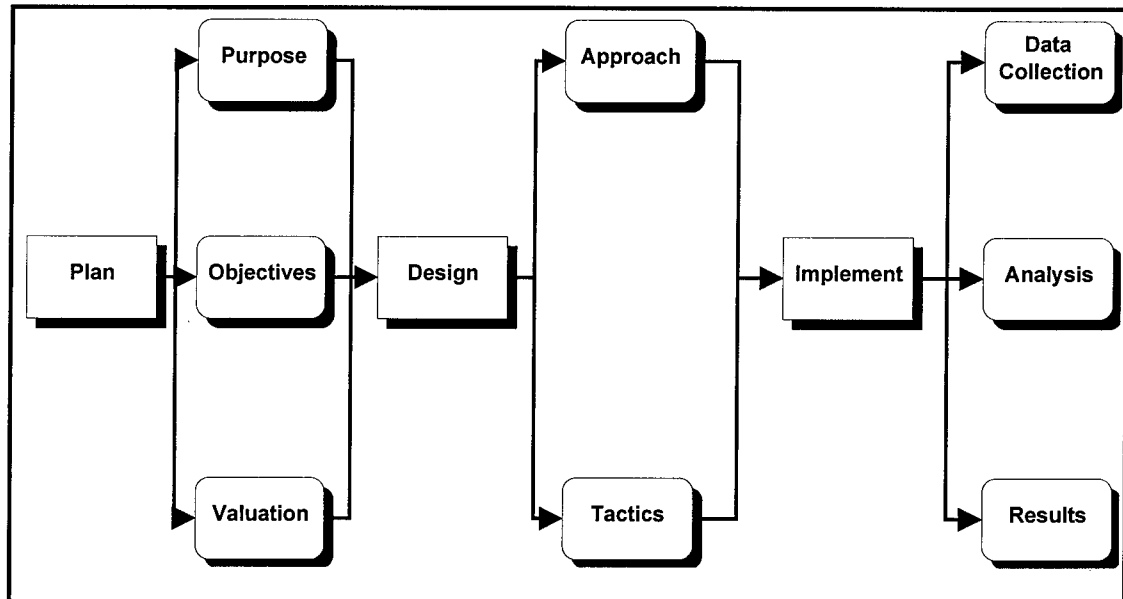 Plan
Purpose
Objectives
Valuation
Design
Approach
Tactics
Implement
Data
Collection
Analysis
Results